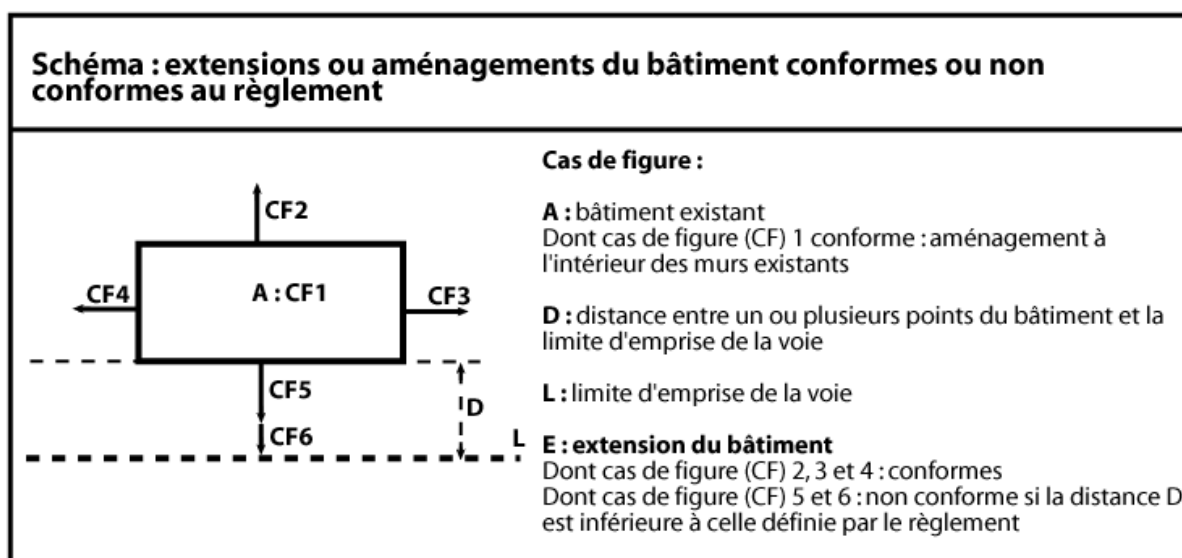 Schéma : extensions ou aménagements du bâtiment conformes ou non
conformes au règlement
CF2
CF4
A : CF1
CF3
CF5
D
CF6
L
Cas de figure :
A : bâtiment existant
Dont cas de figure (CF) 1 conforme : aménagement à
l'intérieur des murs existants
D : distance entre un ou plusieurs points du bâtiment et la
limite d'emprise de la voie
L : limite d'emprise de la voie
E : extension du bâtiment
Dont cas de figure (CF) 2, 3 et 4 : conformes
Dont cas de figure (CF) 5 et 6 : non conforme si la distance D
est inférieure à celle définie par le règlement